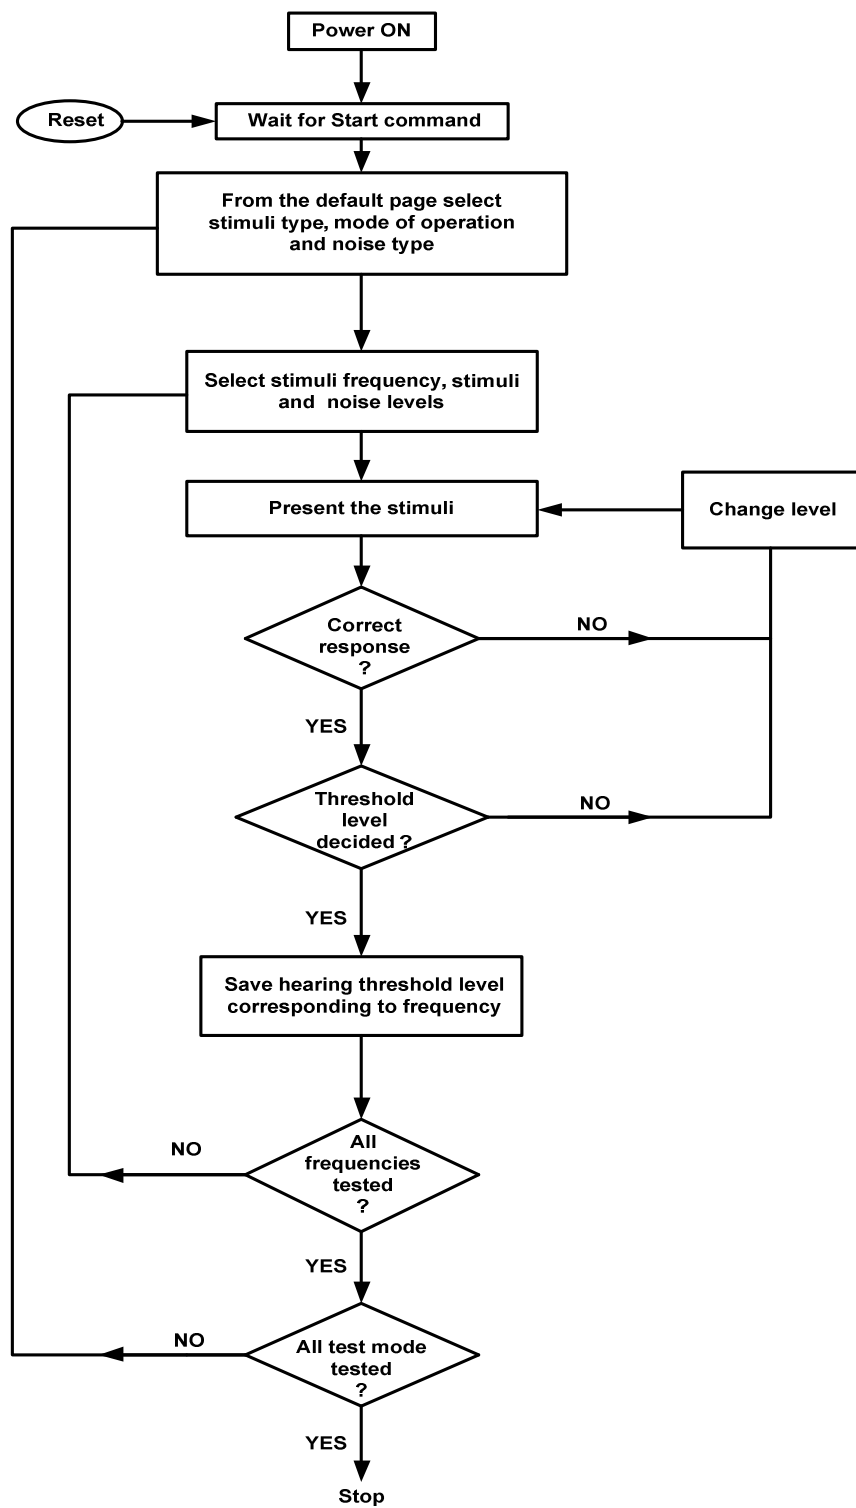 Power ON
Reset
Wait for Start command
From the default page select
stimuli type, mode of operation
and noise type
Select stimuli frequency, stimuli
and noise levels
Present the stimuli
Change level
Correct
response
?
NO
YES
Threshold
level
decided ?
NO
YES
Save hearing threshold level
corresponding to frequency
All
frequencies
tested
?
NO
YES
All test mode
tested
?
NO
YES
Stop